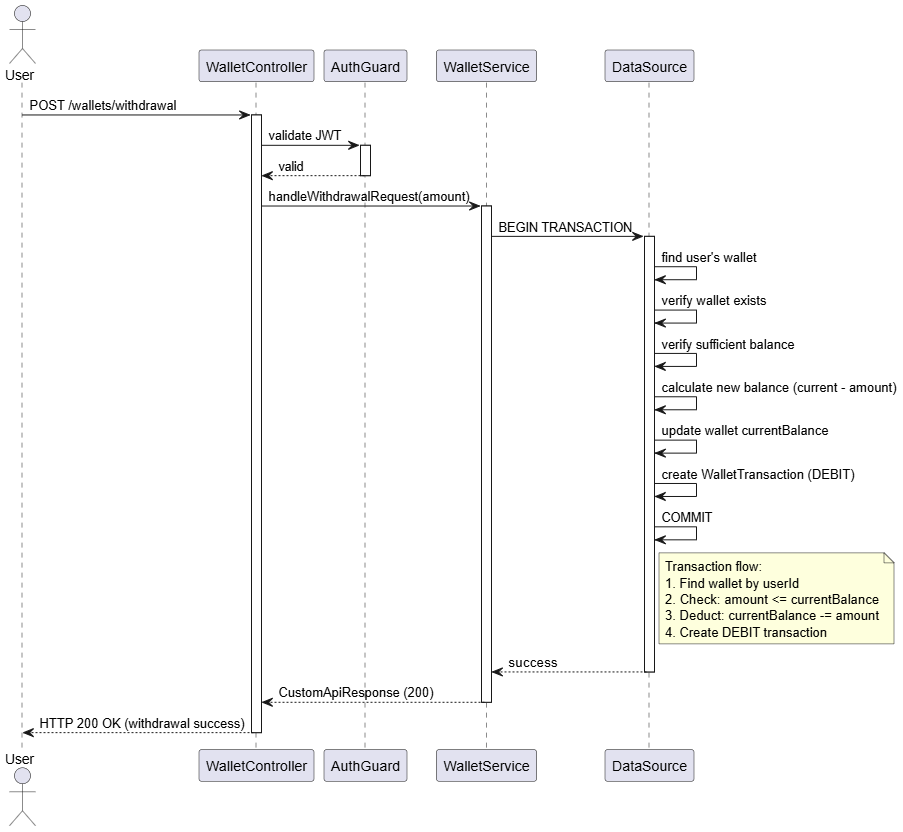 User
WalletController
AuthGuard
WalletService
DataSource
POST /wallets/withdrawal
validate JWT
valid
handleWithdrawalRequest(amount)
BEGIN TRANSACTION
find user's wallet
verify wallet exists
verify sufficient balance
calculate new balance (current - amount)
update wallet currentBalance
create WalletTransaction (DEBIT)
COMMIT
Transaction flow:
1. Find wallet by userId
2. Check: amount <= currentBalance
3. Deduct: currentBalance -= amount
4. Create DEBIT transaction
success
CustomApiResponse (200)
HTTP 200 OK (withdrawal success)
User
WalletController
AuthGuard
WalletService
DataSource